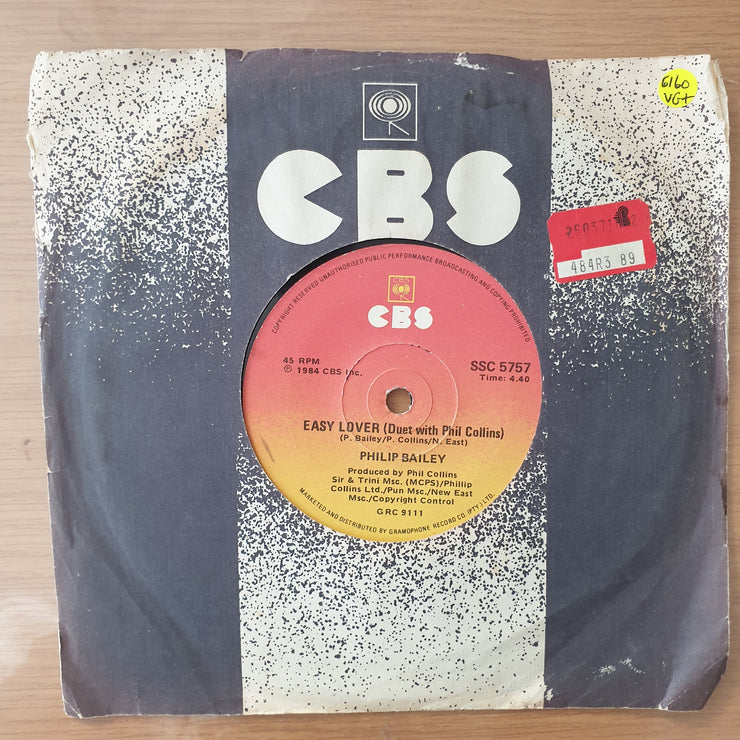 CBS
6160
VG+
484R3 89
COPYRIGHT RESERVED UNAUTHORISED PUBLIC PERFORMANCE BROADCASTING AND COPYING PROHIBITED
CBS
CBS
45 RPM
℗ 1984 CBS Inc.
SSC 5757
Time: 4.40
EASY LOVER (Duet with Phil Collins)
(P. Bailey/P. Collins/N. East)
PHILIP BAILEY
Produced by Phil Collins
Sir & Trini Msc. (MCPS)/Phillip
Collins Ltd./Pun Msc./New East
Msc./Copyright Control
GRC 9111
MARKETED AND DISTRIBUTED BY GRAMOPHONE RECORD CO. (PTY) LTD.